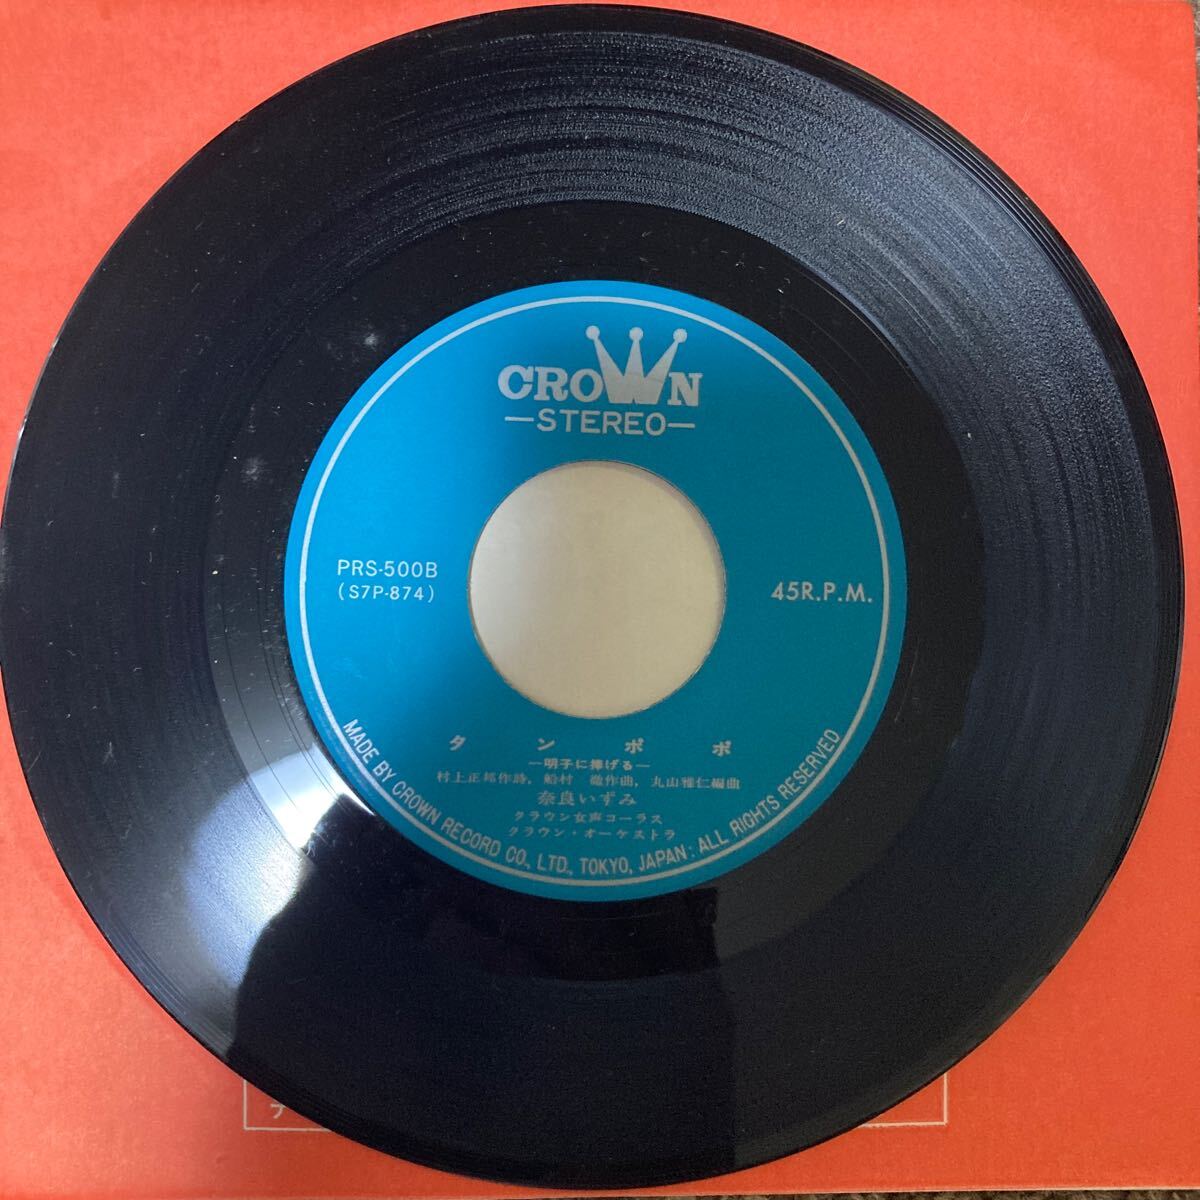 CROWN
—STEREO—
PRS-500B
(S7P-874)
45R.P.M.
タンポポ
—明子に捧げる—
村上正邦作詩, 船村 徹作曲, 丸山雅仁編曲
奈良いずみ
クラウン女声コーラス
クラウン・オーケストラ
MADE BY CROWN RECORD CO., LTD., TOKYO, JAPAN: ALL RIGHTS RESERVED